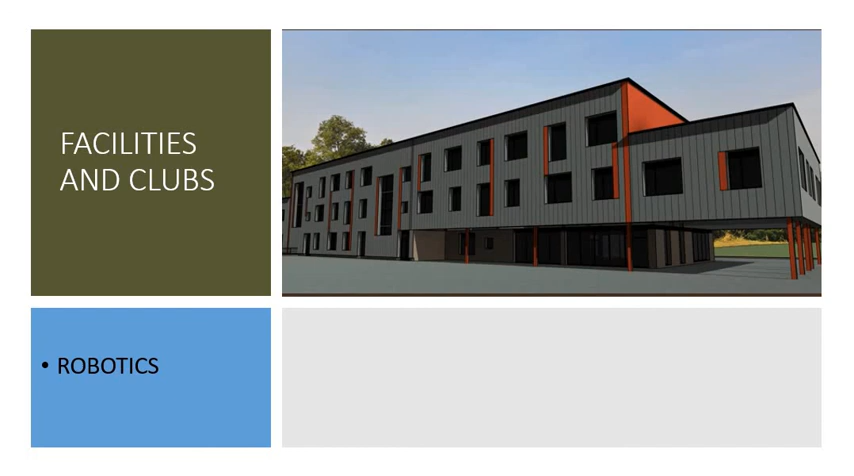 FACILITIES
AND CLUBS
• ROBOTICS